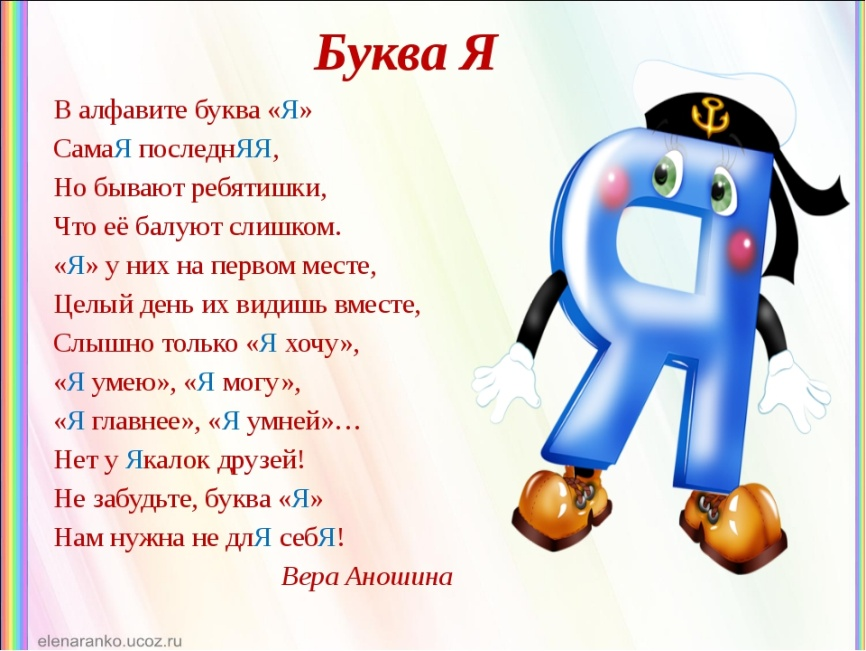 Буква Я
В алфавите буква «Я»
СамаЯ последнЯЯ,
Но бывают ребятишки,
Что её балуют слишком.
«Я» у них на первом месте,
Целый день их видишь вместе,
Слышно только «Я хочу»,
«Я умею», «Я могу»,
«Я главнее», «Я умней»…
Нет у Якалок друзей!
Не забудьте, буква «Я»
Нам нужна не длЯ себЯ!
Вера Аношина
Я
elenaranko.ucoz.ru